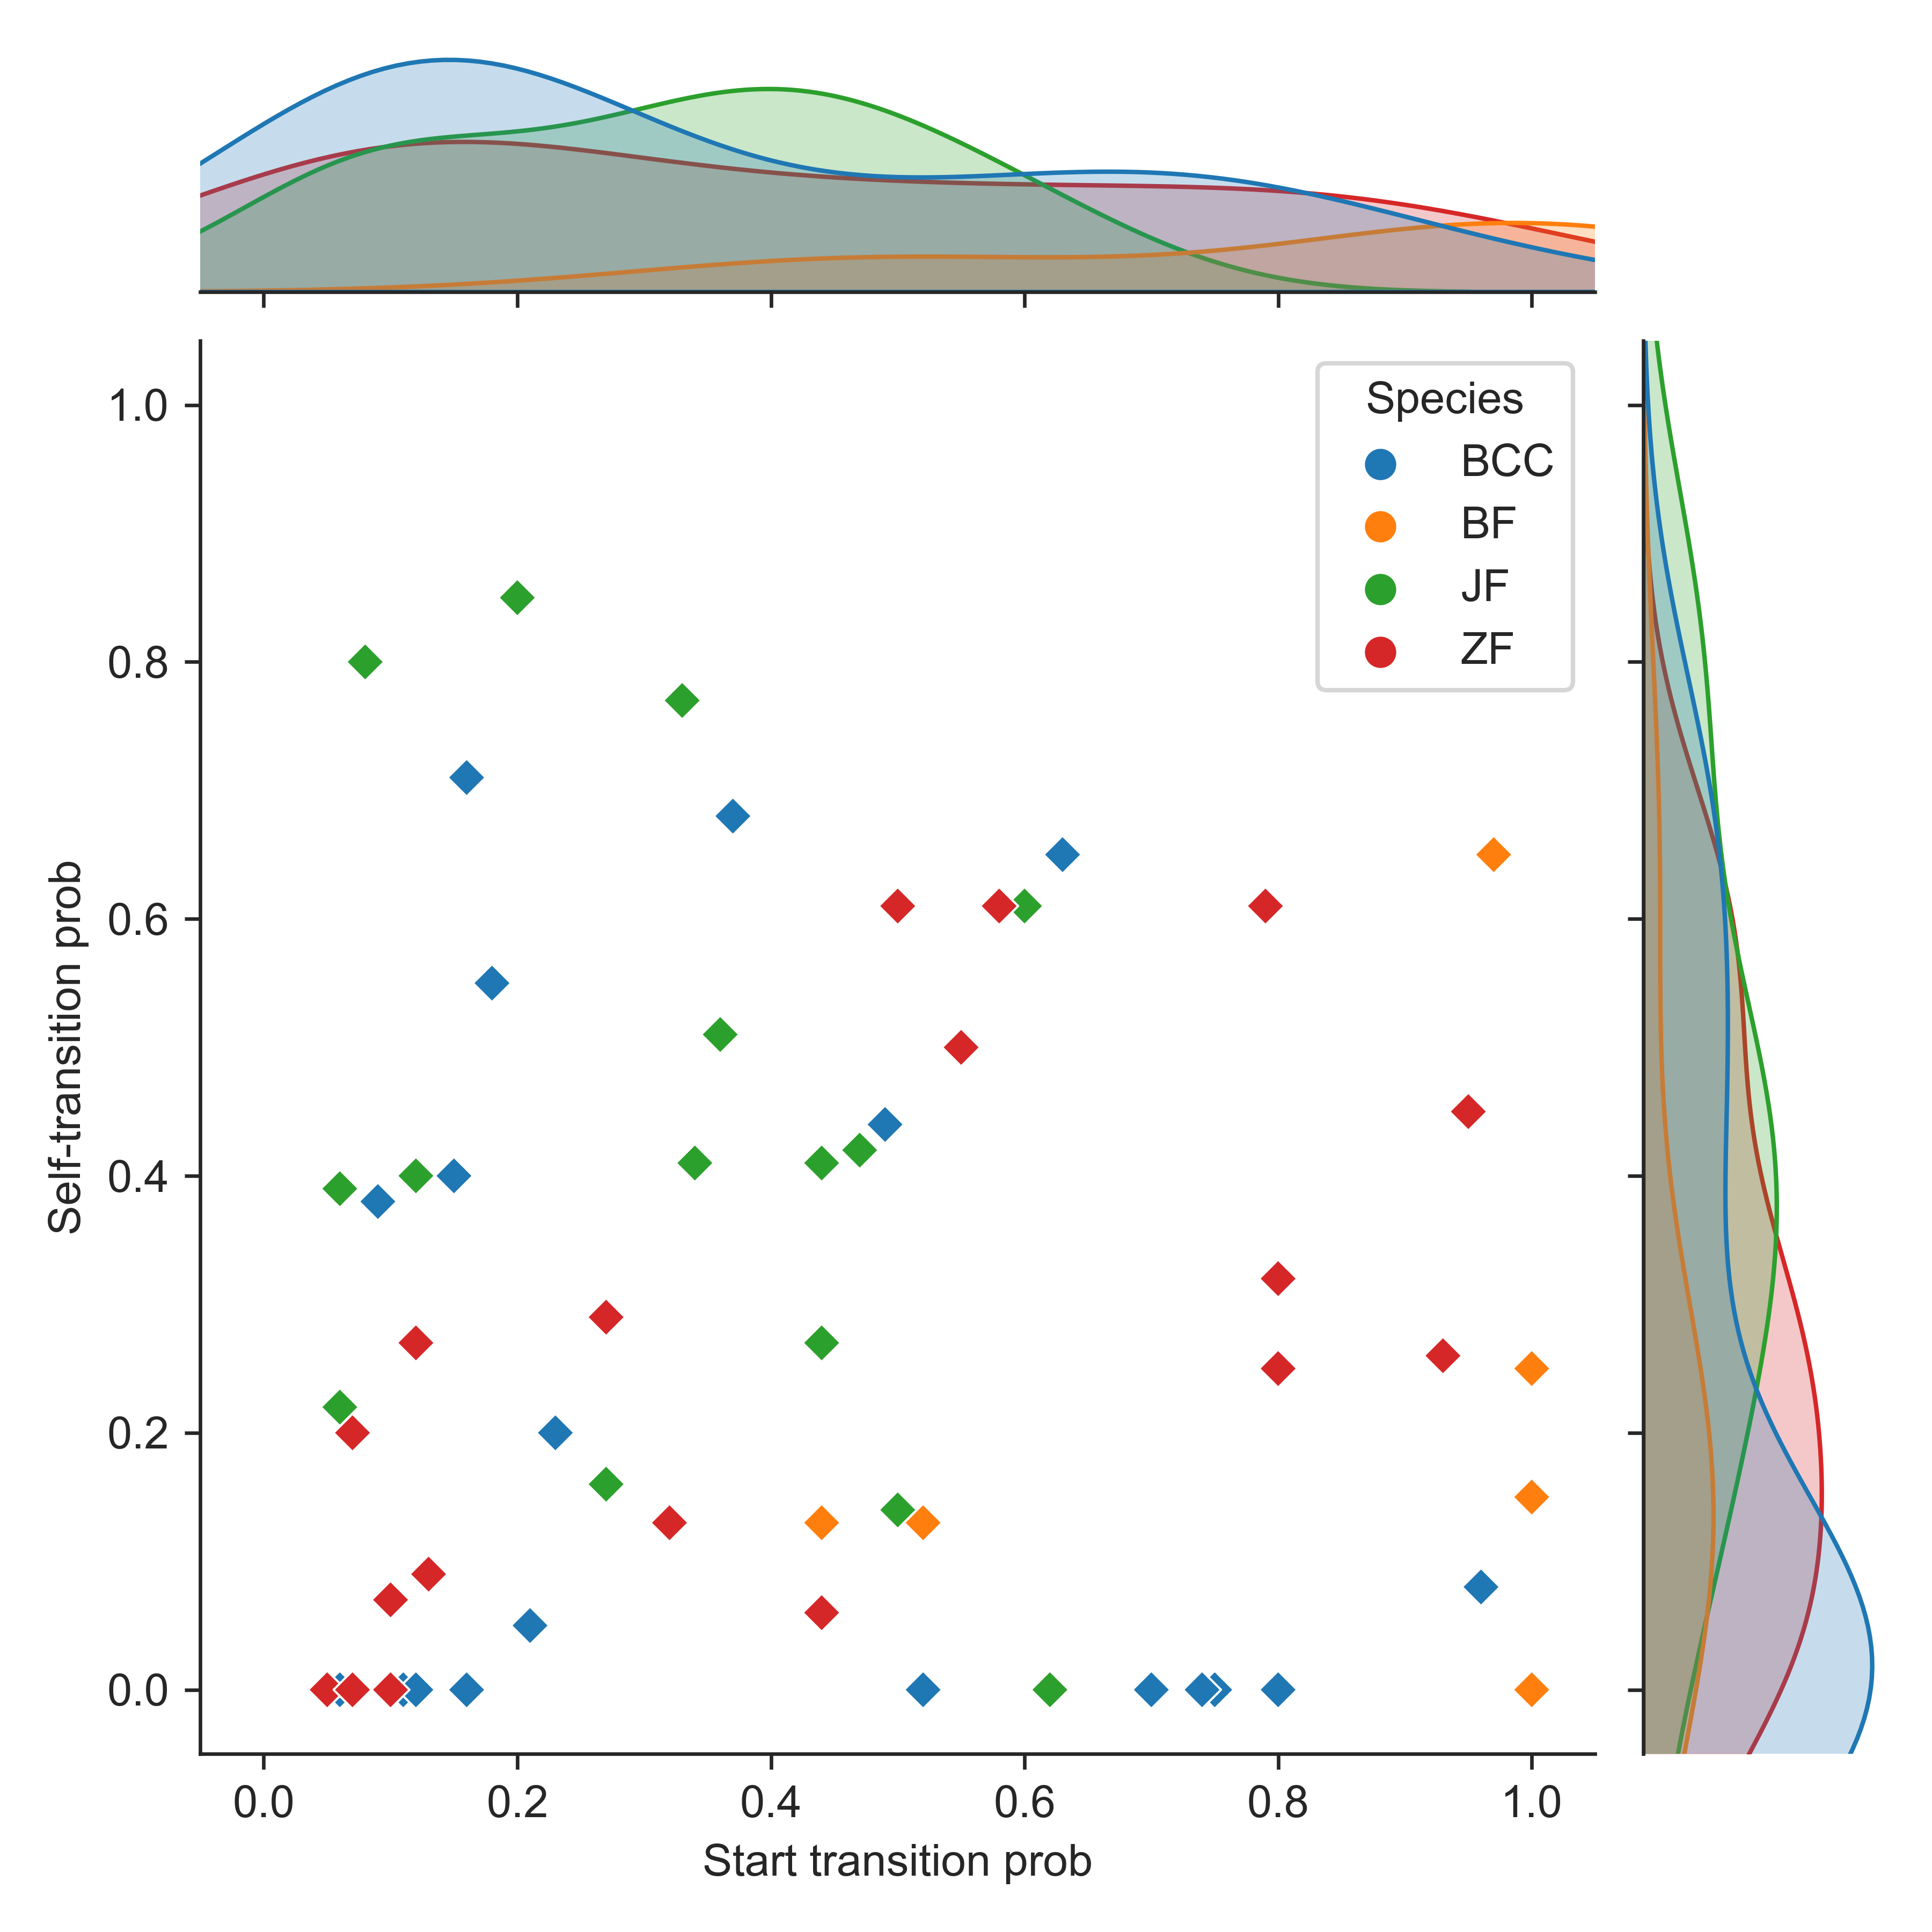 Species
BCC
BF
JF
ZF
1.0
0.8
0.6
0.4
0.2
0.0
Self-transition prob
0.0 0.2 0.4 0.6 0.8 1.0
Start transition prob